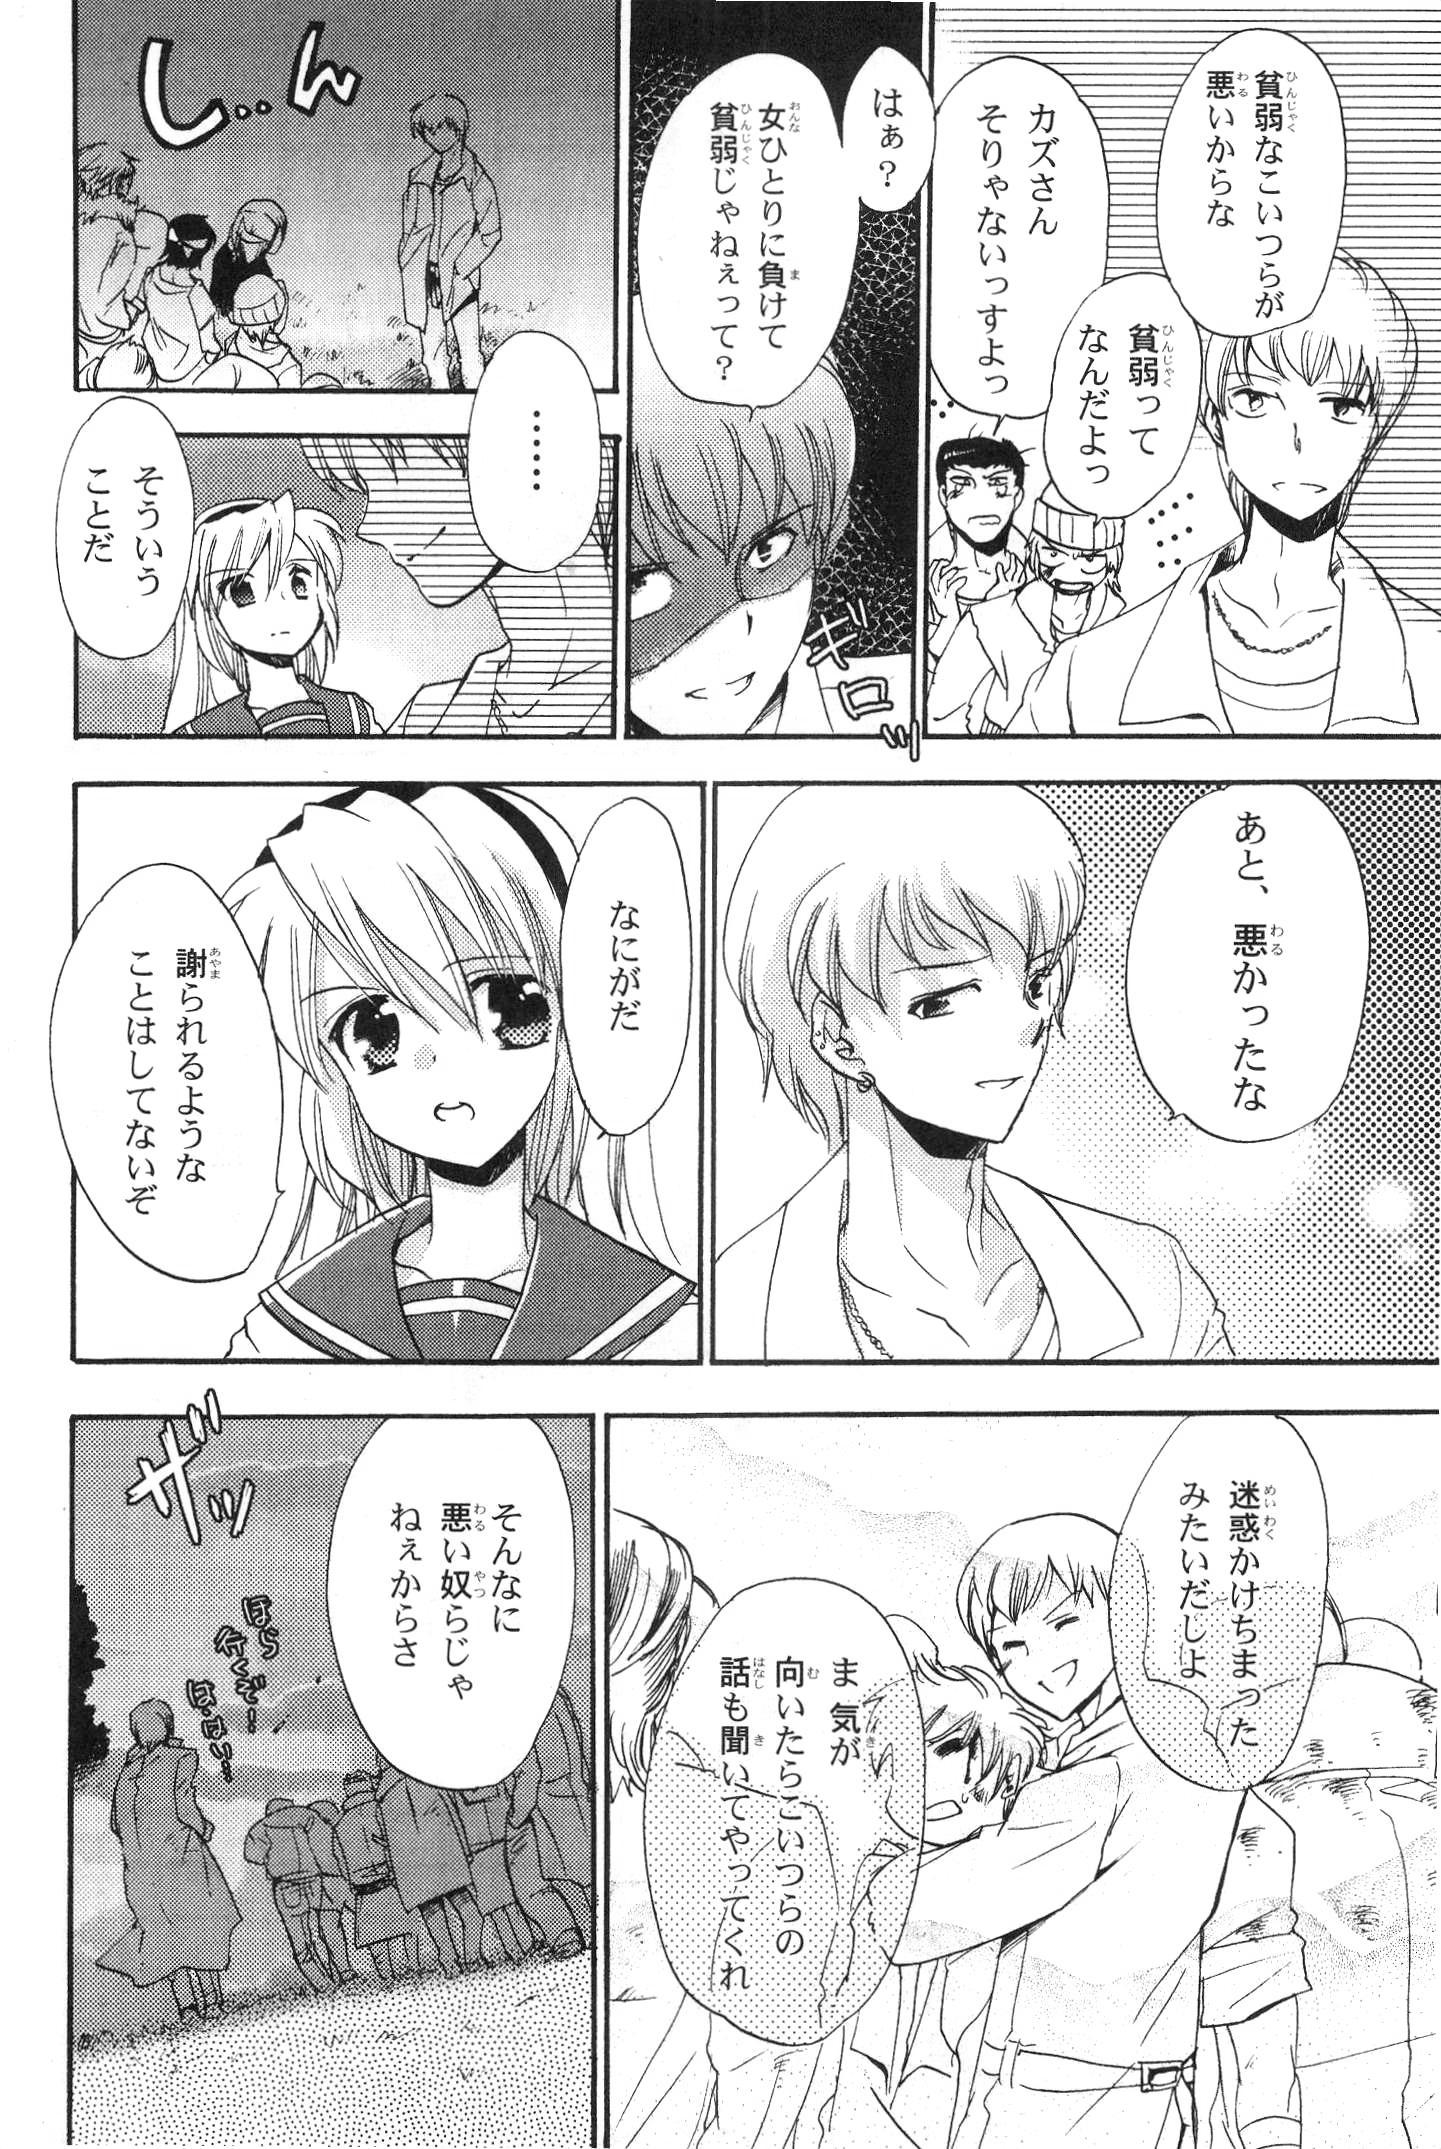 貧弱なこいつらが
悪いからな
貧弱って
なんだよっ
カズさん
そりゃないっすよっ
はぁ?
女ひとりに負けて
貧弱じゃねぇって?
ギロッ
しーん
……
そういう
ことだ
あと、悪かったな
なにがだ
謝られるような
ことはしてないぞ
迷惑かけちまった
みたいだしよ
ま 気が
向いたらこいつらの
話も聞いてやってくれ
そんなに
悪い奴らじゃ
ねぇからさ
ほら
行くぞ!
は、はい…
ザッ